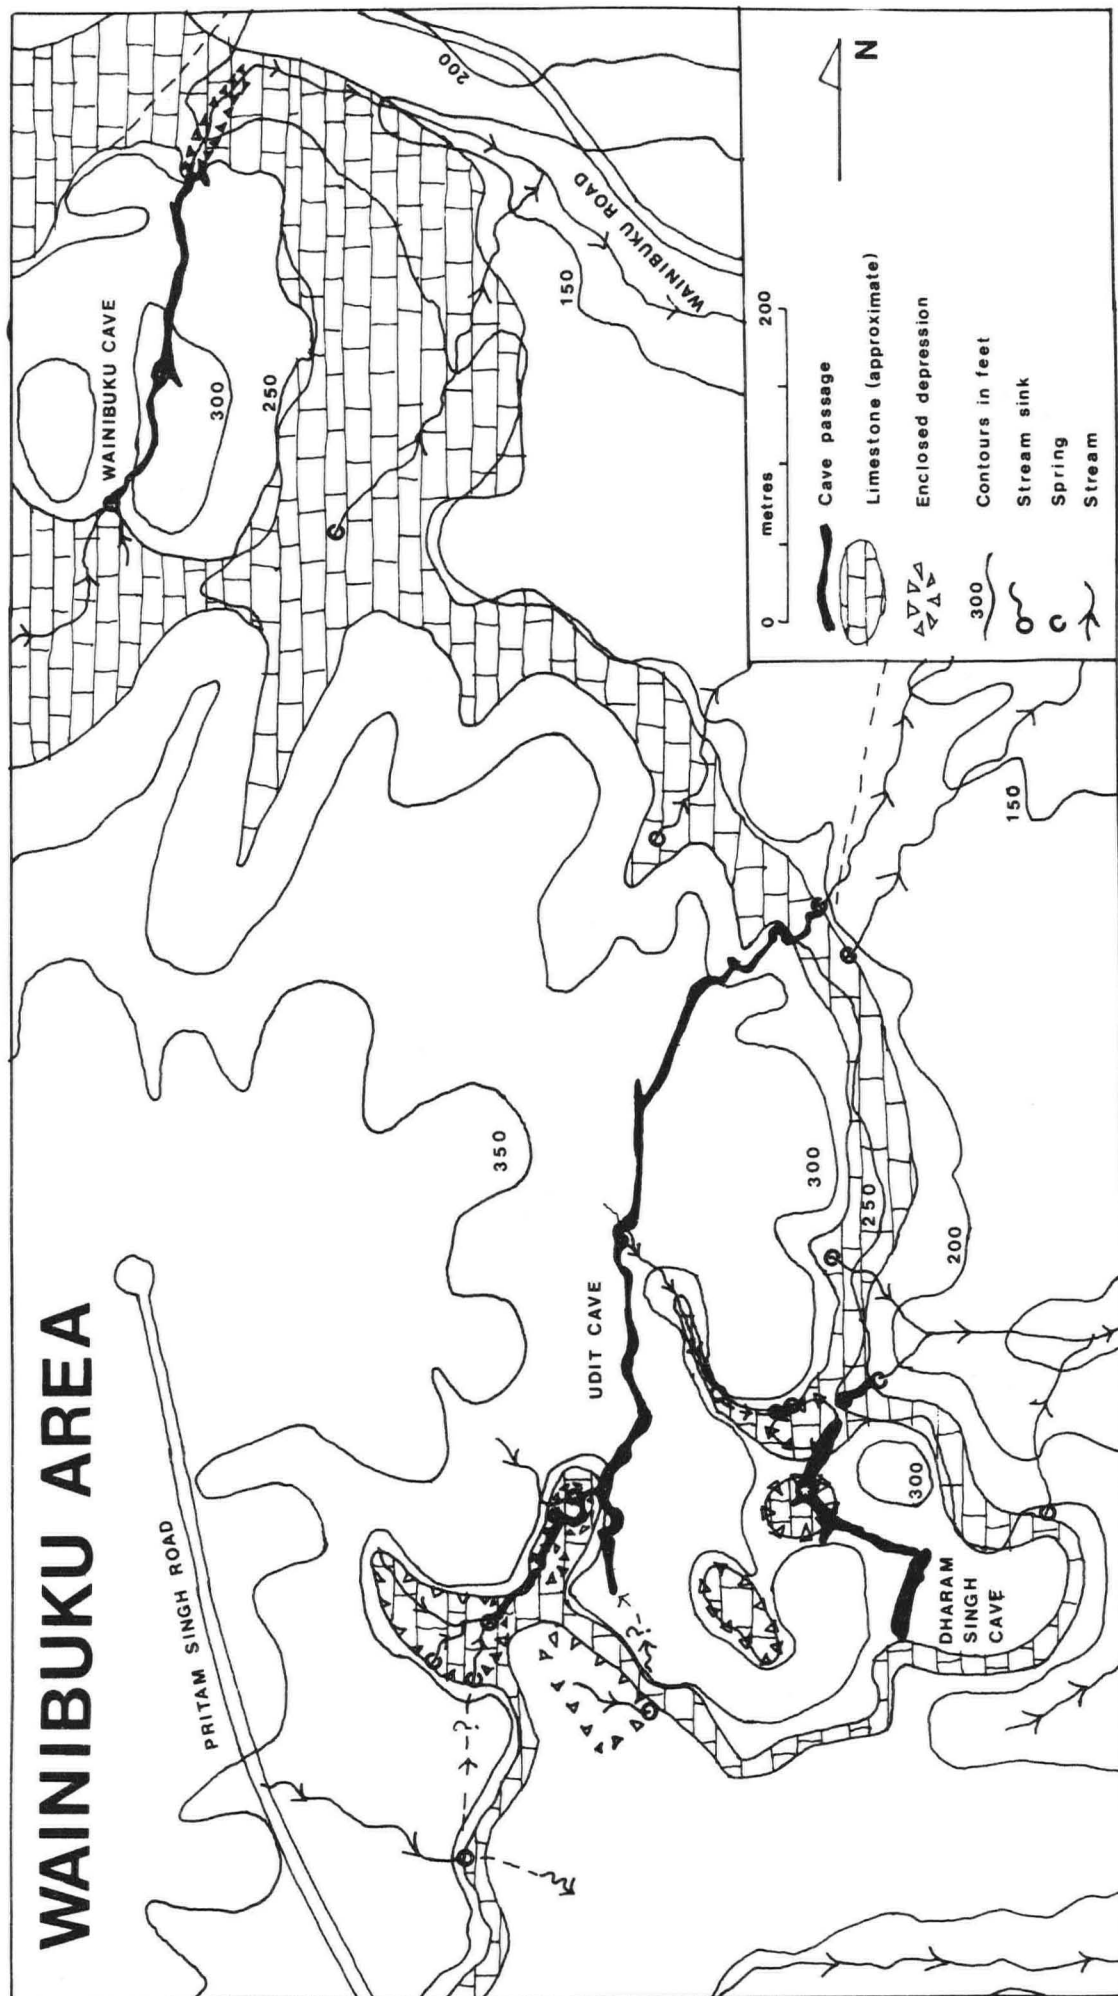 WAINIBUKU AREA
PRITAM SINGH ROAD
350
UDIT CAVE
300
250
200
300
DHARAM
SINGH
CAVE
?
?
150
WAINIBUKU CAVE
300
250
200
WAINIBUKU ROAD
150
N
0 metres 200
Cave passage
Limestone (approximate)
Enclosed depression
300
Contours in feet
Stream sink
Spring
Stream